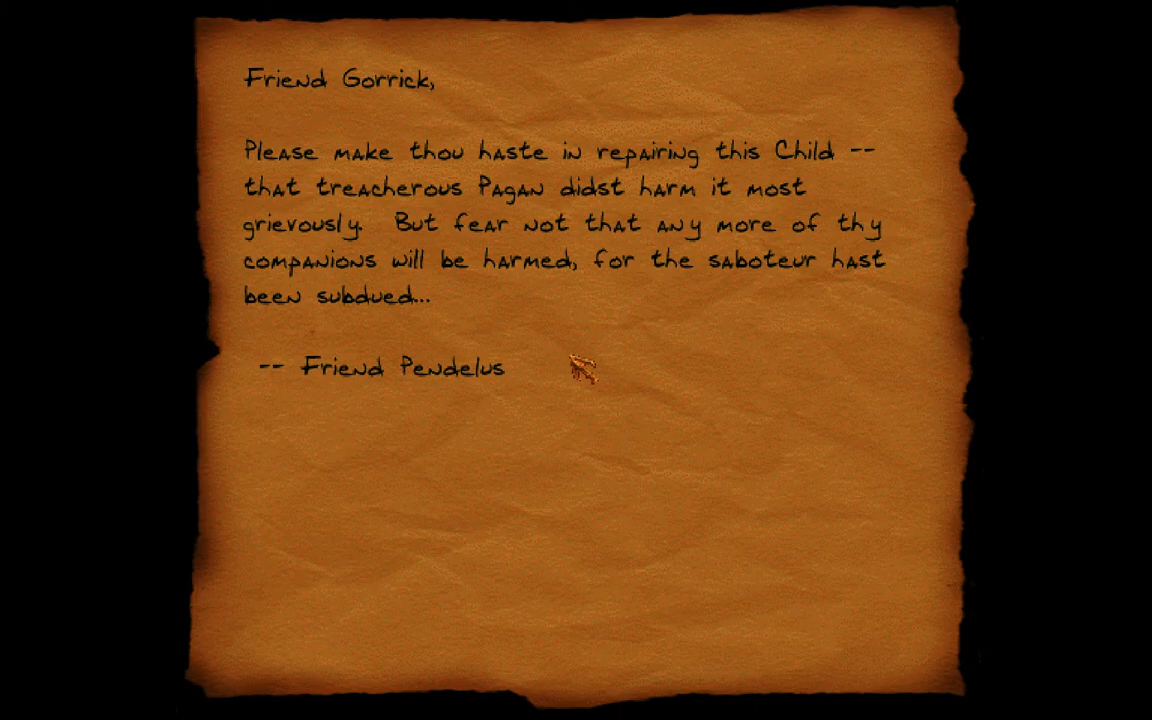 Friend Gorrick,
Please make thou haste in repairing this Child --
that treacherous Pagan didst harm it most
grievously. But fear not that any more of thy
companions will be harmed, for the saboteur hast
been subdued...
-- Friend Pendelus